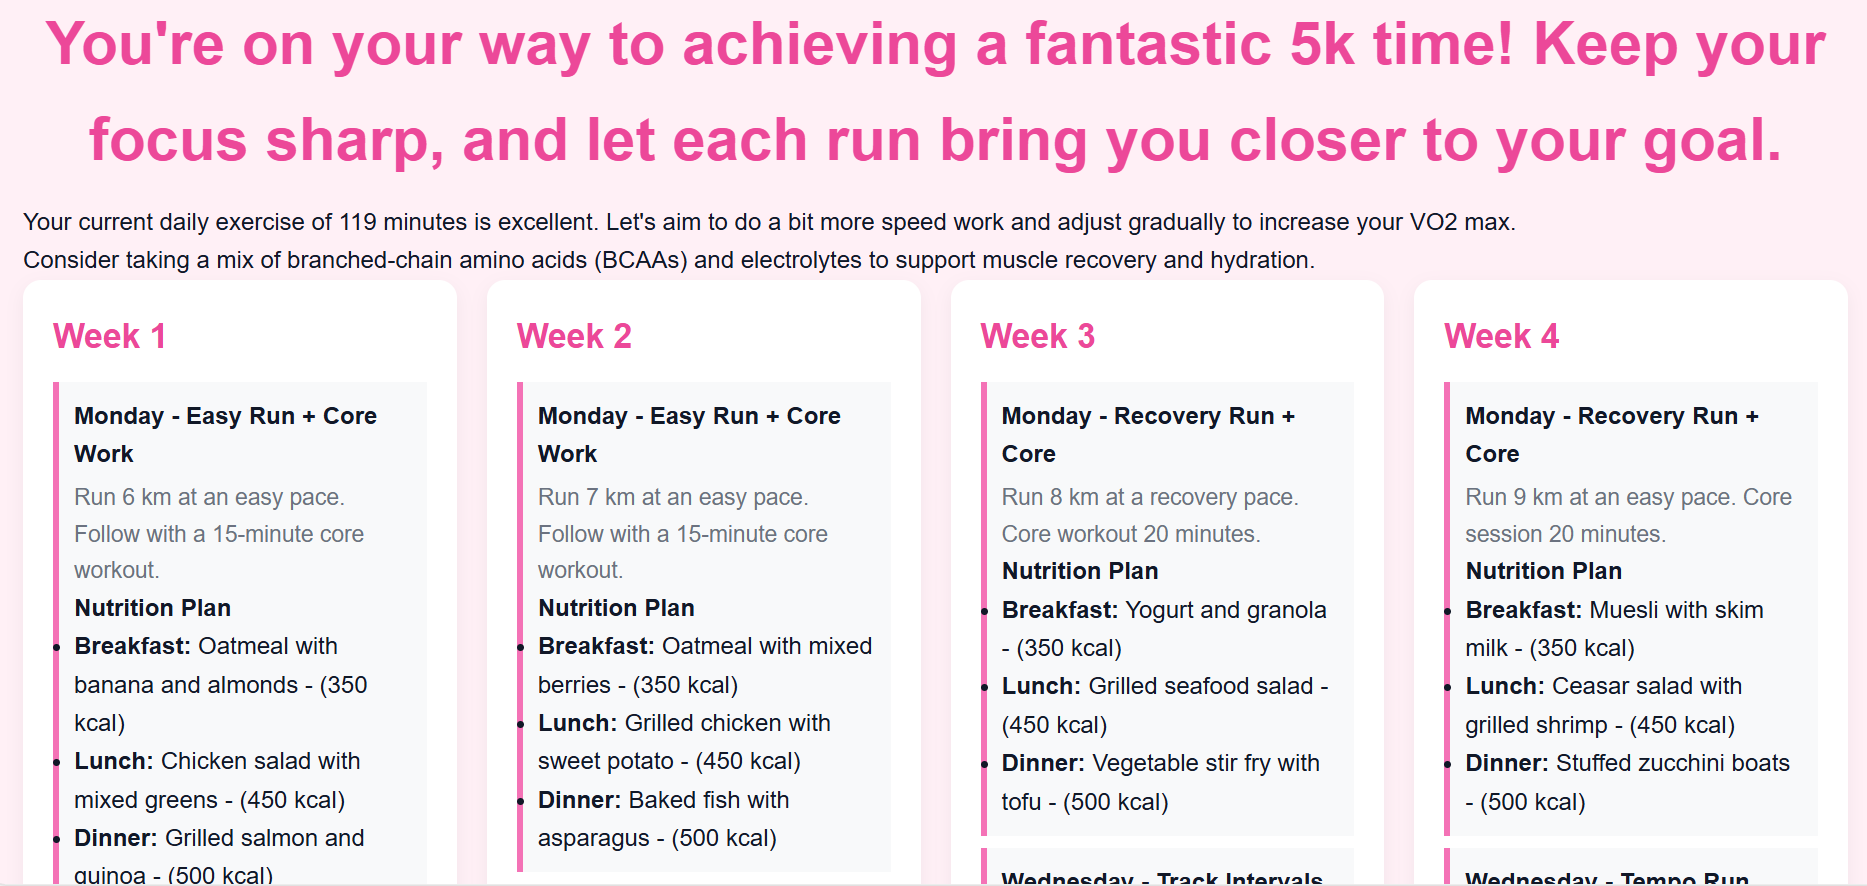 You're on your way to achieving a fantastic 5k time! Keep your
focus sharp, and let each run bring you closer to your goal.
Your current daily exercise of 119 minutes is excellent. Let's aim to do a bit more speed work and adjust gradually to increase your VO2 max.
Consider taking a mix of branched-chain amino acids (BCAAs) and electrolytes to support muscle recovery and hydration.
Week 1
Monday - Easy Run + Core
Work
Run 6 km at an easy pace.
Follow with a 15-minute core
workout.
Nutrition Plan
• Breakfast: Oatmeal with
banana and almonds - (350
kcal)
• Lunch: Chicken salad with
mixed greens - (450 kcal)
• Dinner: Grilled salmon and
quinoa - (500 kcal)
Week 2
Monday - Easy Run + Core
Work
Run 7 km at an easy pace.
Follow with a 15-minute core
workout.
Nutrition Plan
• Breakfast: Oatmeal with mixed
berries - (350 kcal)
• Lunch: Grilled chicken with
sweet potato - (450 kcal)
• Dinner: Baked fish with
asparagus - (500 kcal)
Week 3
Monday - Recovery Run +
Core
Run 8 km at a recovery pace.
Core workout 20 minutes.
Nutrition Plan
• Breakfast: Yogurt and granola
- (350 kcal)
• Lunch: Grilled seafood salad -
(450 kcal)
• Dinner: Vegetable stir fry with
tofu - (500 kcal)
Wednesday - Track Intervals
Week 4
Monday - Recovery Run +
Core
Run 9 km at an easy pace. Core
session 20 minutes.
Nutrition Plan
• Breakfast: Muesli with skim
milk - (350 kcal)
• Lunch: Ceasar salad with
grilled shrimp - (450 kcal)
• Dinner: Stuffed zucchini boats
- (500 kcal)
Wednesday - Tempo Run